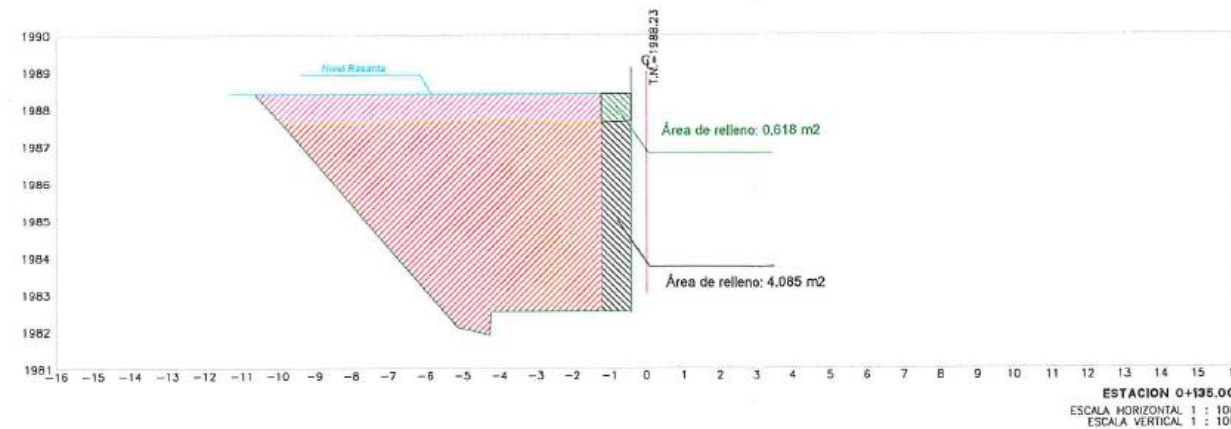 T.N.=1988.23
1990
1989
1988
1987
1986
1985
1984
1983
1982
1981
Nivel Rasante
Área de relleno: 0.618 m2
Área de relleno: 4.085 m2
-16 -15 -14 -13 -12 -11 -10 -9 -8 -7 -6 -5 -4 -3 -2 -1 0 1 2 3 4 5 6 7 8 9 10 11 12 13 14 15
ESTACION 0+135.00
ESCALA HORIZONTAL 1 : 10
ESCALA VERTICAL 1 : 10